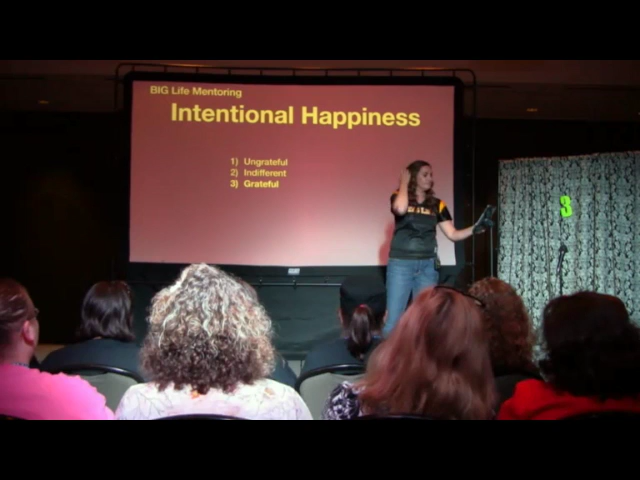 BIG Life Mentoring
Intentional Happiness
1) Ungrateful
2) Indifferent
3) Grateful
3